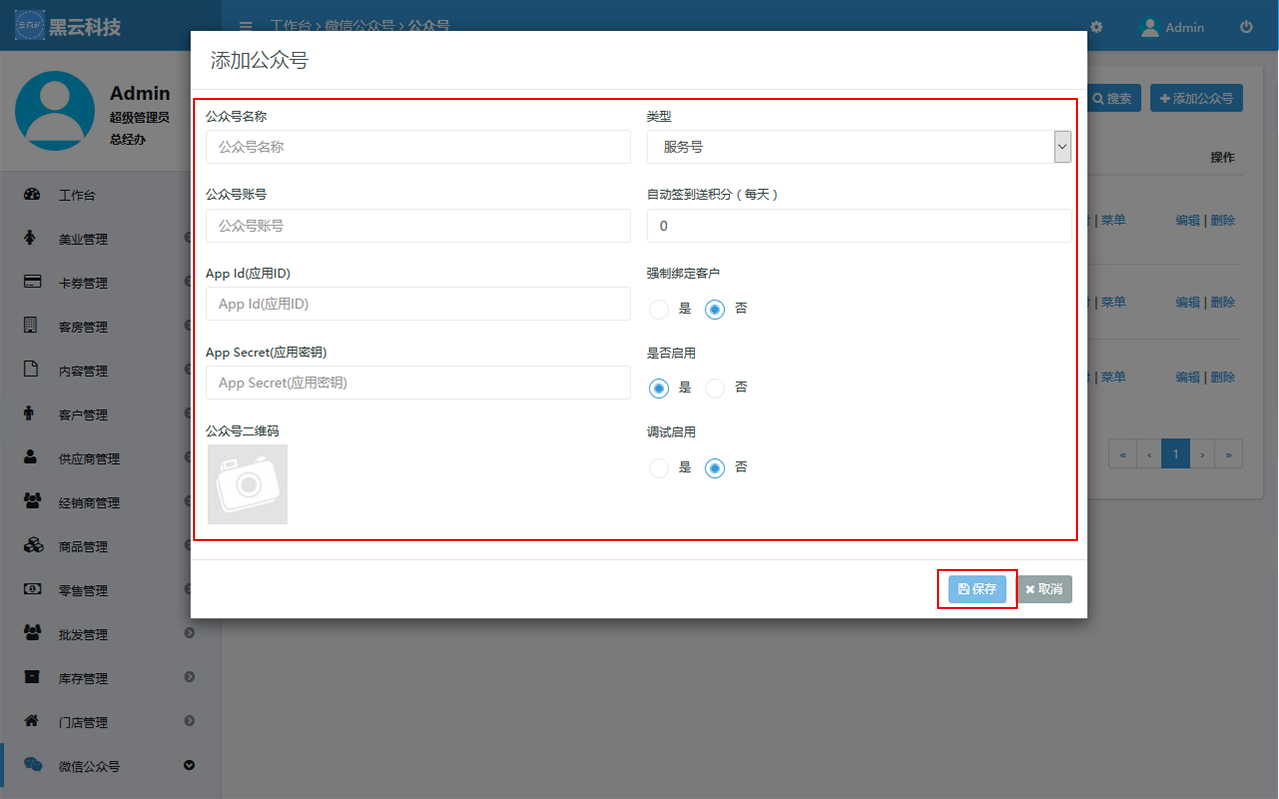 黑云科技
工作台 > 微信公众号 > 公众号
Admin
Admin
超级管理员
总经办
工作台
美业管理
卡券管理
客房管理
内容管理
客户管理
供应商管理
经销商管理
商品管理
零售管理
批发管理
库存管理
门店管理
微信公众号
添加公众号
公众号名称
公众号名称
类型
服务号
公众号账号
公众号账号
自动签到送积分（每天）
0
App Id(应用ID)
App Id(应用ID)
强制绑定客户
是 否
App Secret(应用密钥)
App Secret(应用密钥)
是否启用
是 否
公众号二维码
调试启用
是 否
保存
取消
搜索
添加公众号
操作
| 菜单 编辑 | 删除
| 菜单 编辑 | 删除
| 菜单 编辑 | 删除
« ‹ 1 › »